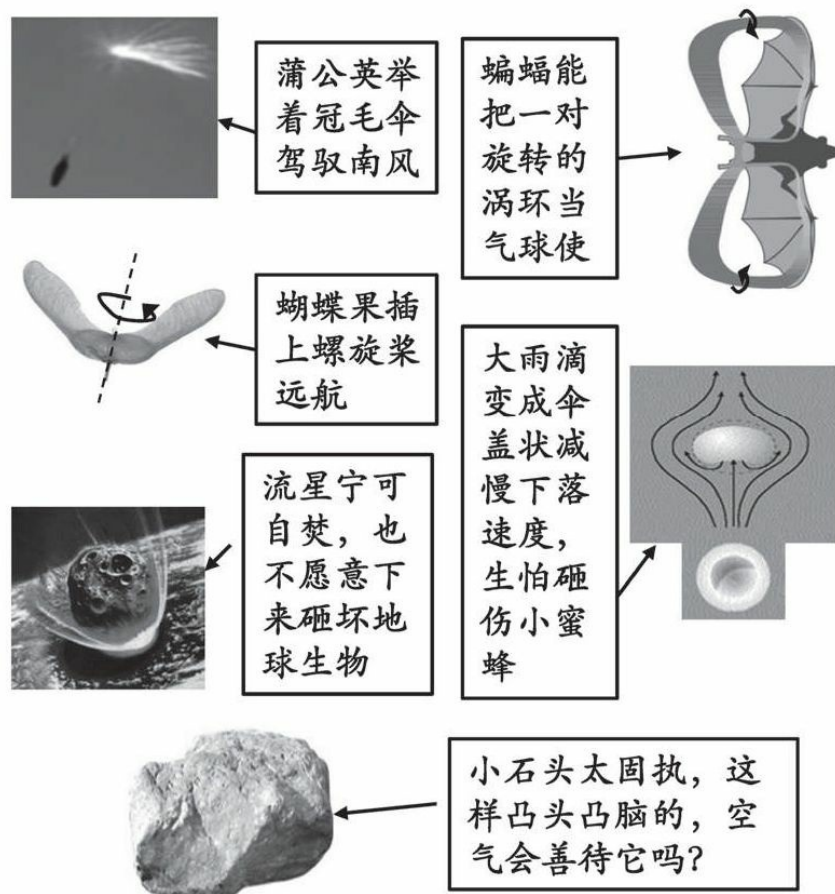 蒲公英举
着冠毛伞
驾驭南风
蝙蝠能
把一对
旋转的
涡环当
气球使
蝴蝶果插
上螺旋桨
远航
大雨滴
变成伞
盖状减
慢下落
速度，
生怕砸
伤小蜜
蜂
流星宁可
自焚，也
不愿意下
来砸坏地
球生物
小石头太固执，这
样凸头凸脑的，空
气会善待它吗？